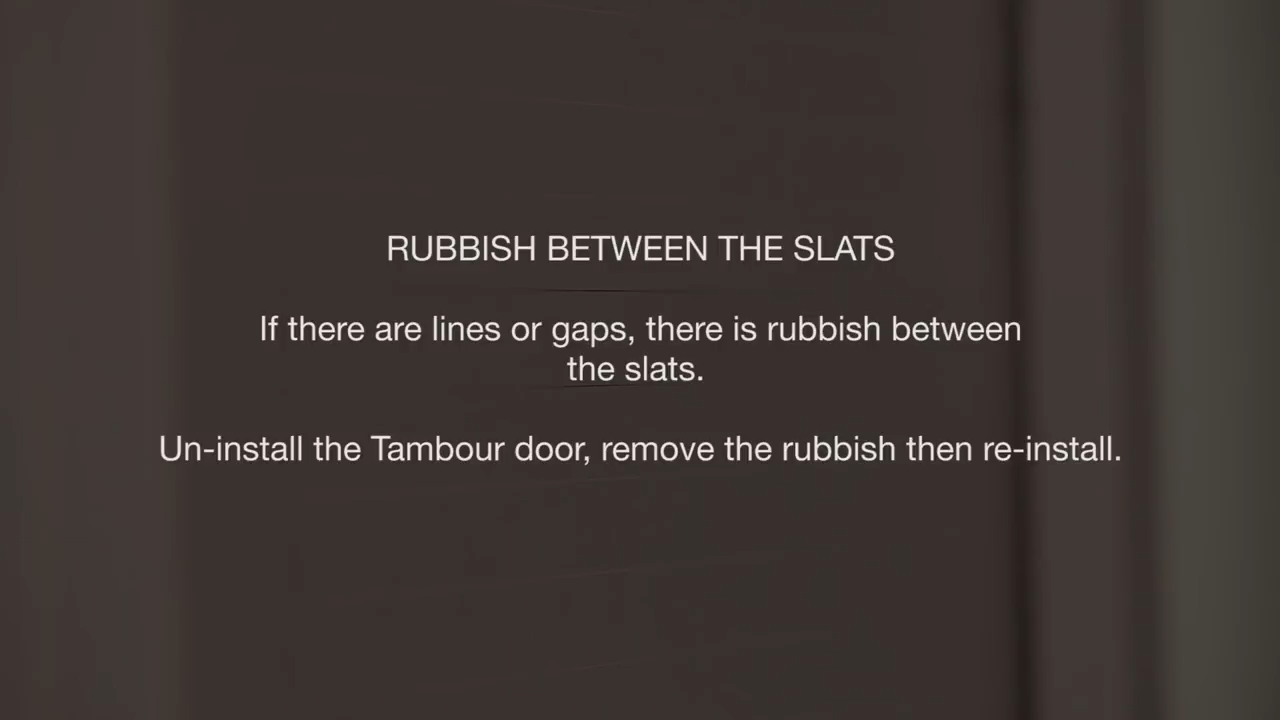 RUBBISH BETWEEN THE SLATS
If there are lines or gaps, there is rubbish between
the slats.
Un-install the Tambour door, remove the rubbish then re-install.